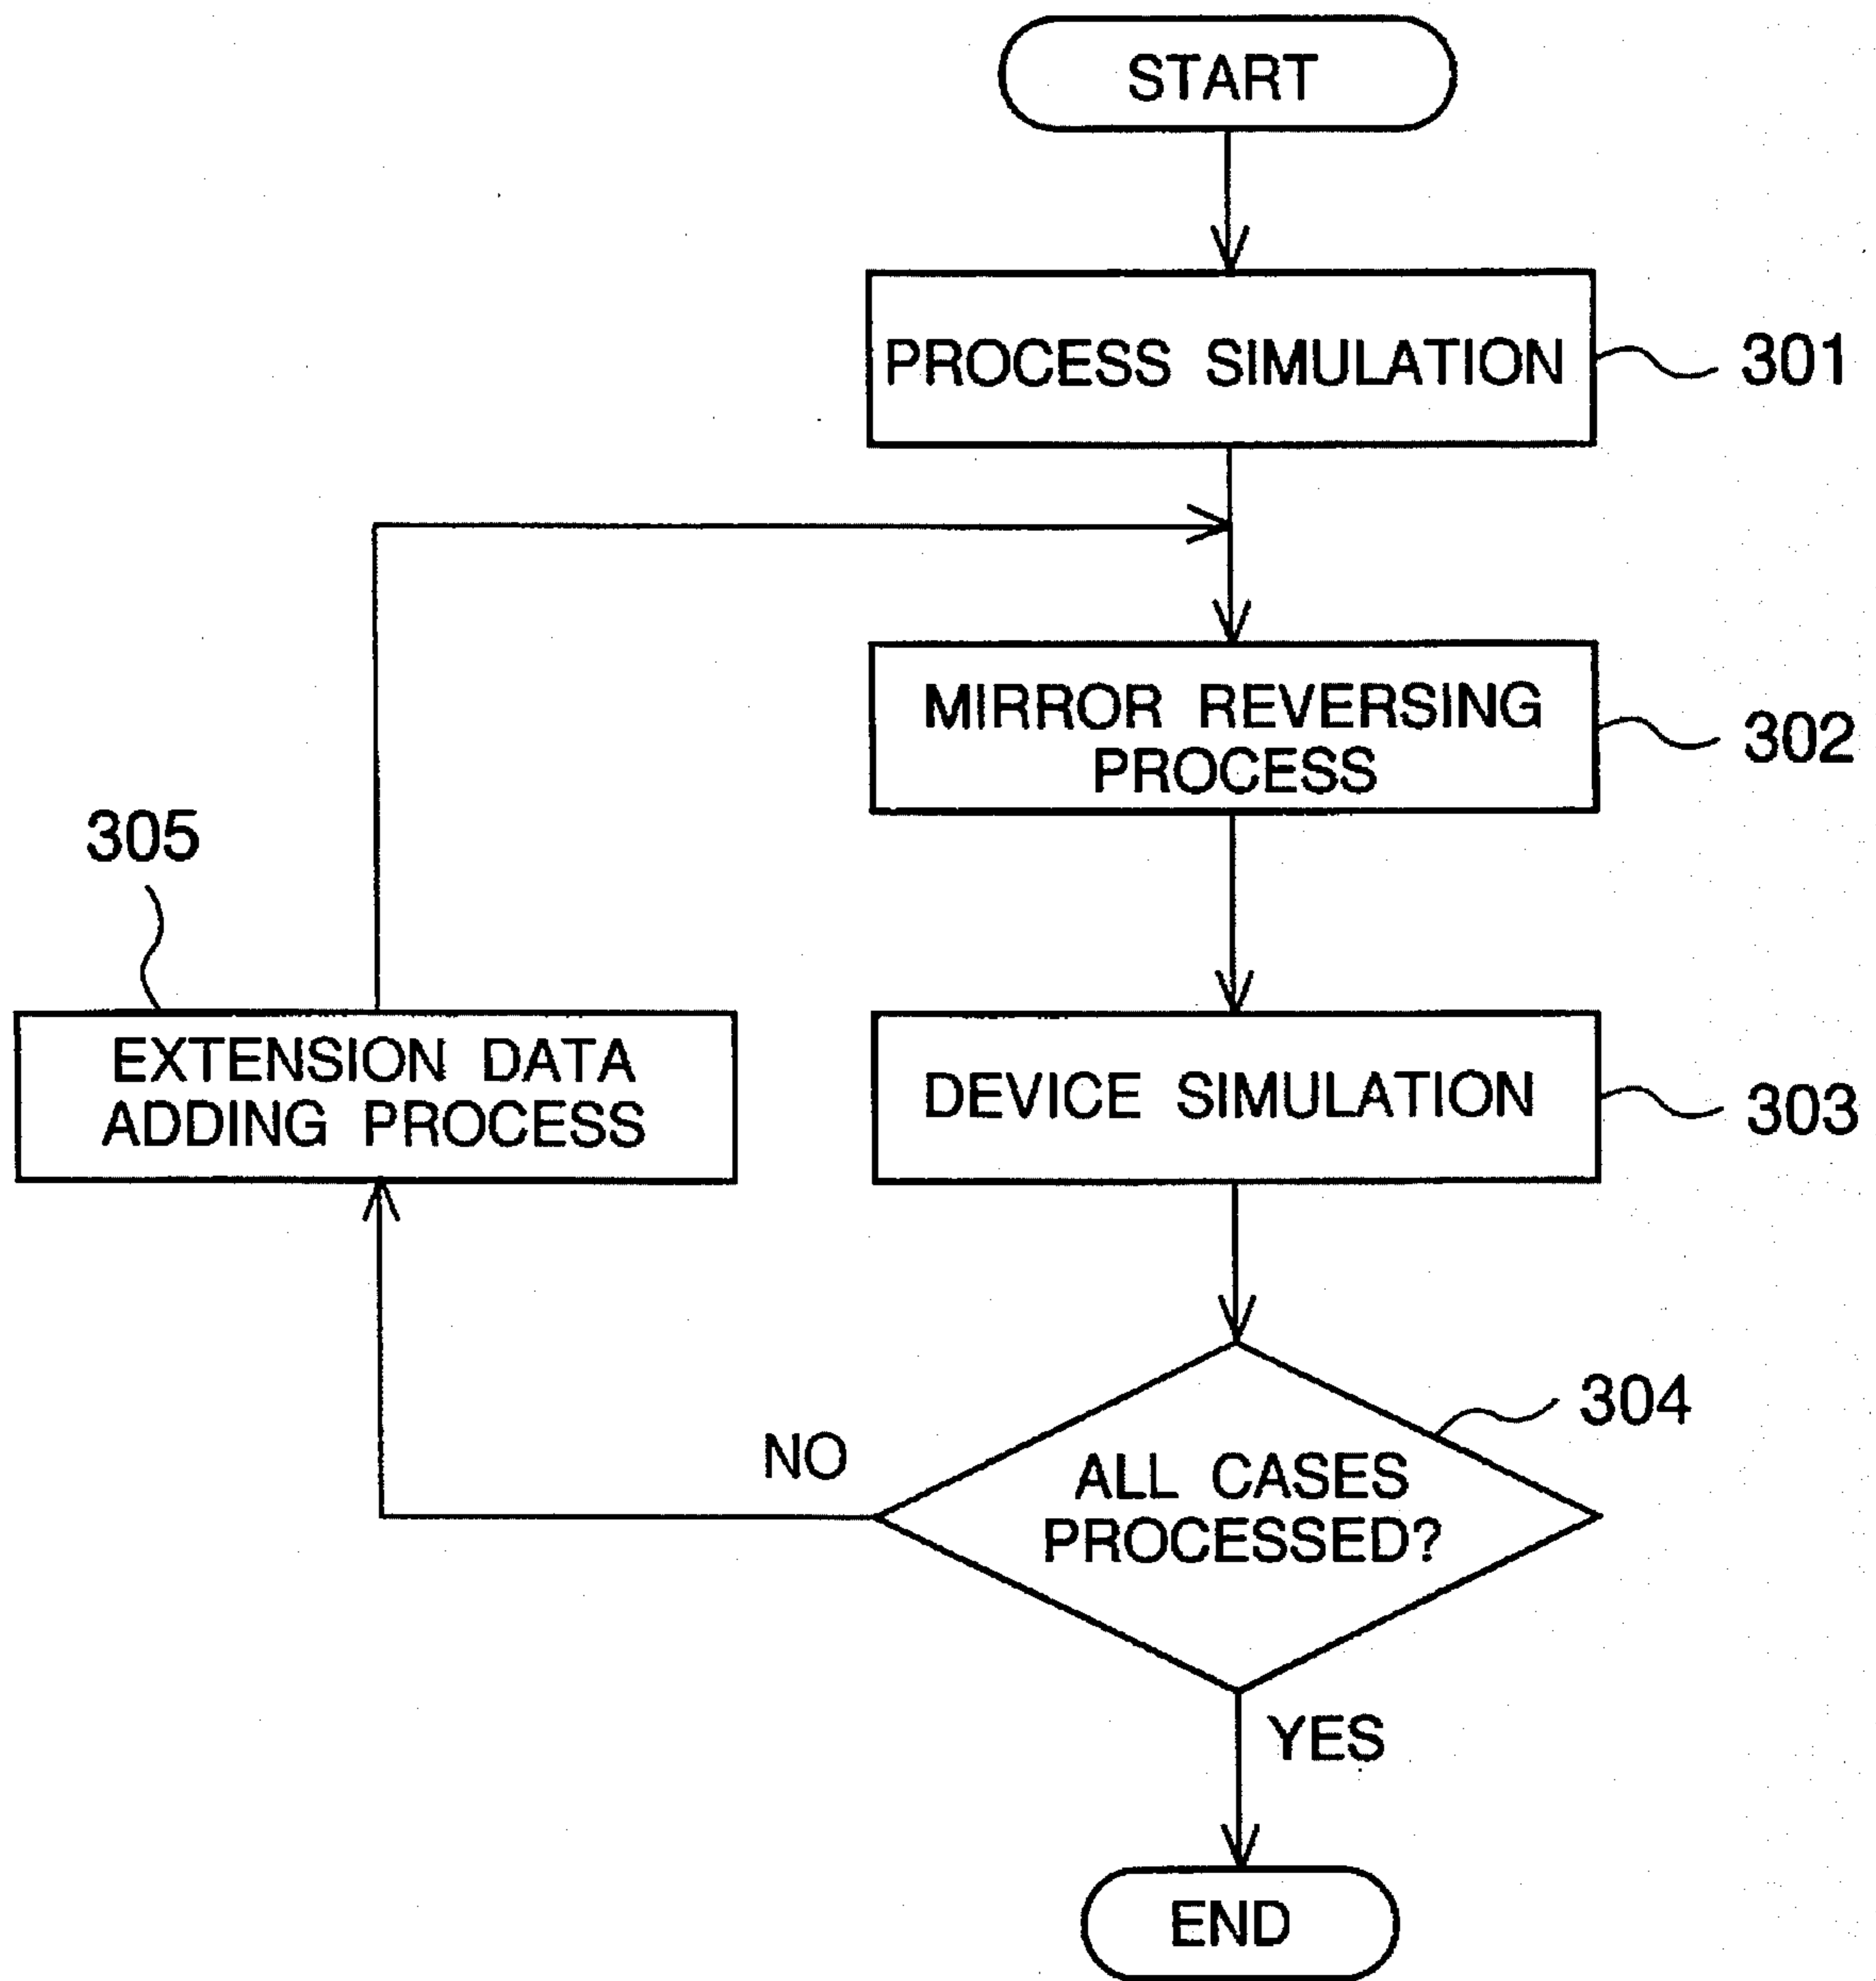 START
PROCESS SIMULATION
301
MIRROR REVERSING
PROCESS
302
305
EXTENSION DATA
ADDING PROCESS
DEVICE SIMULATION
303
304
NO
ALL CASES
PROCESSED?
YES
END